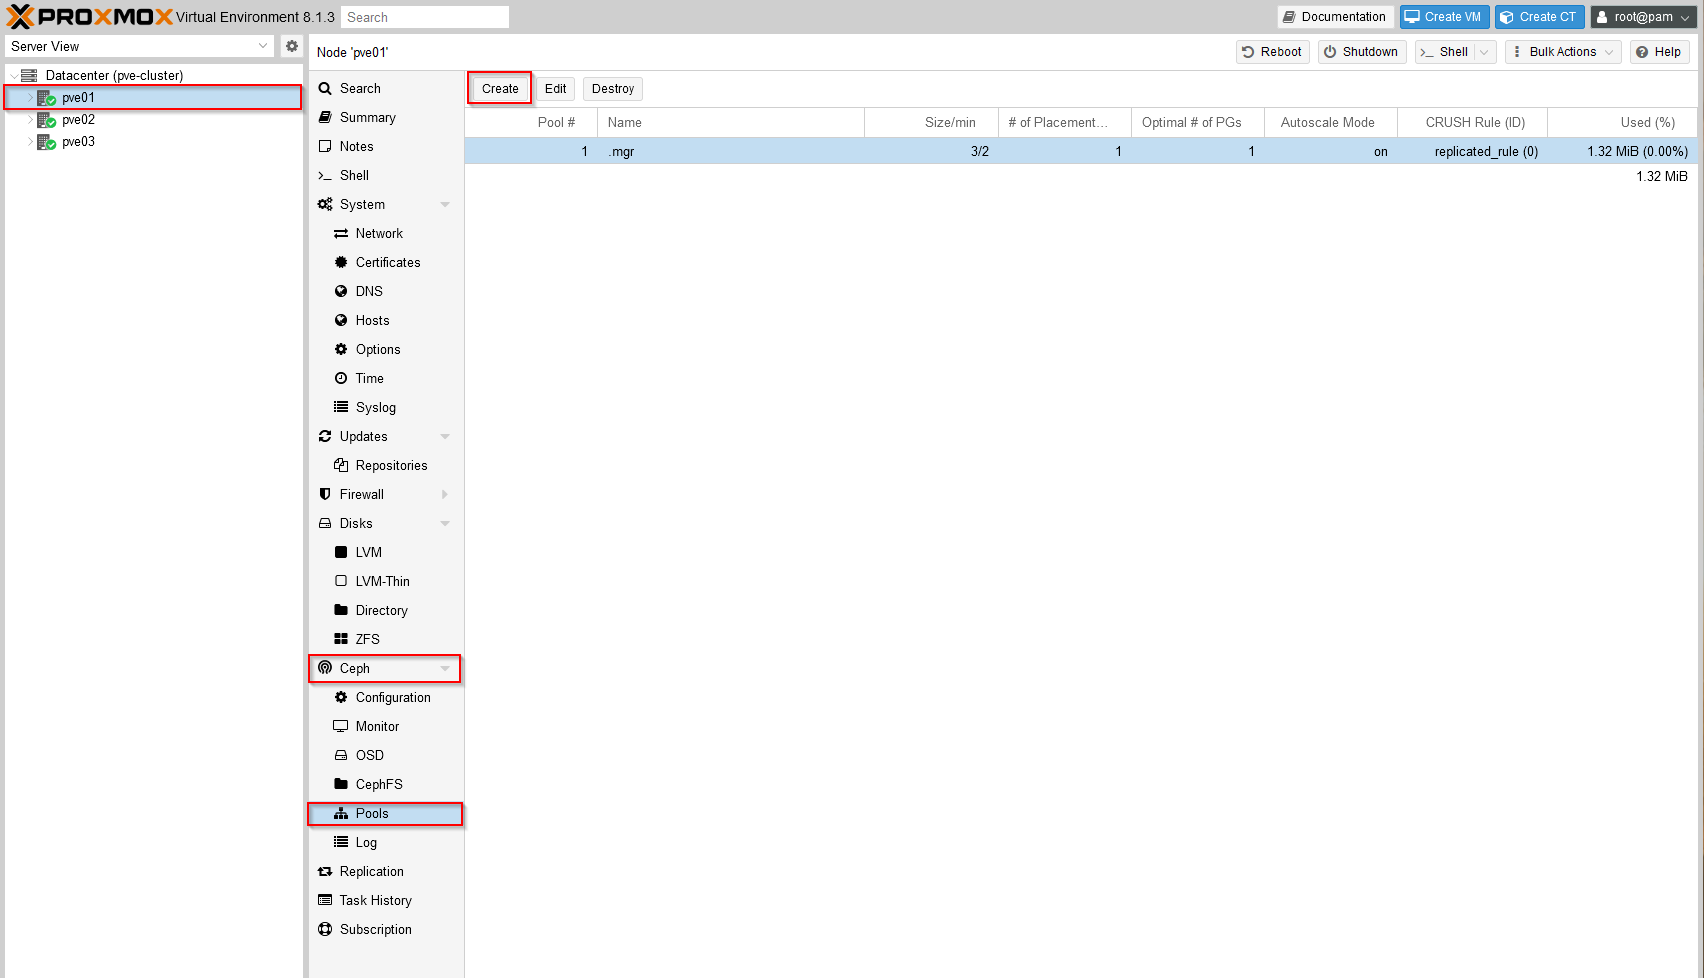 PROXMOX Virtual Environment 8.1.3 Search Documentation Create VM Create CT root@pam
Server View
Node 'pve01' Reboot Shutdown >_ Shell Bulk Actions Help
Datacenter (pve-cluster)
pve01
pve02
pve03
Search
Summary
Notes
>_ Shell
System
Network
Certificates
DNS
Hosts
Options
Time
Syslog
Updates
Repositories
Firewall
Disks
LVM
LVM-Thin
Directory
ZFS
Ceph
Configuration
Monitor
OSD
CephFS
Pools
Log
Replication
Task History
Subscription
Create Edit Destroy
Pool # Name Size/min # of Placement... Optimal # of PGs Autoscale Mode CRUSH Rule (ID) Used (%)
1 .mgr 3/2 1 1 on replicated_rule (0) 1.32 MiB (0.00%)
1.32 MiB